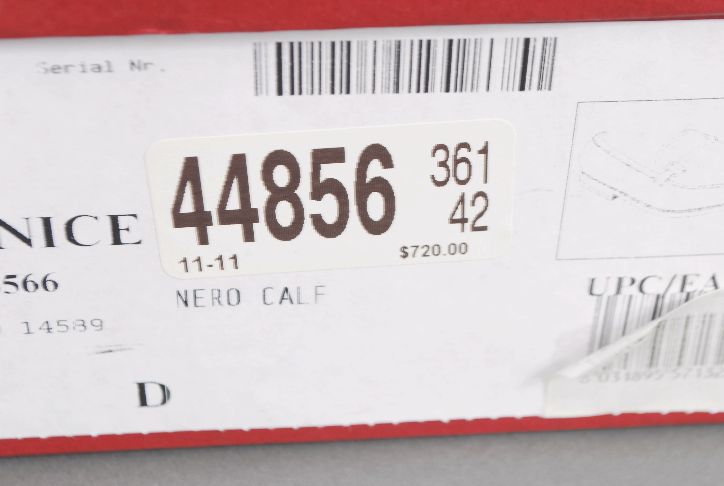 Serial Nr.
44856
361
42
11-11
$720.00
NICE
566
NERO CALF
14589
D
UPC/EA